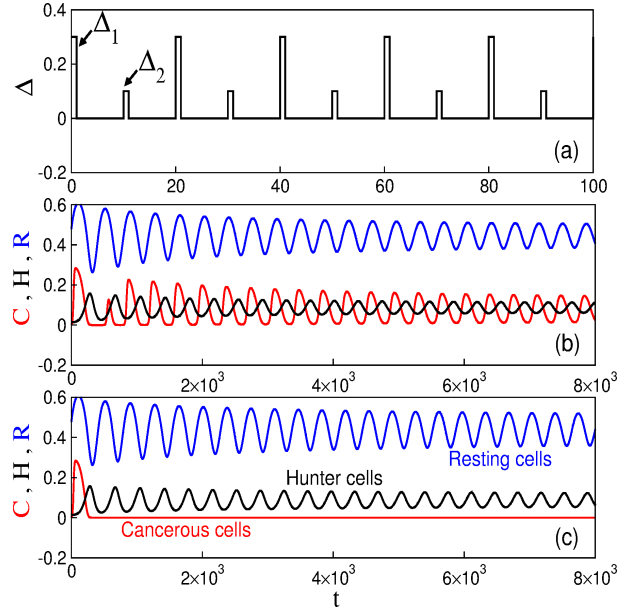 0.4
Δ₁
Δ₂
Δ
0.2
0
-0.2
(a)
0 20 40 60 80 100
0.6
0.4
0.2
0
-0.2
C , H , R
(b)
0 2×10³ 4×10³ 6×10³ 8×10³
0.6
0.4
0.2
0
-0.2
C , H , R
Resting cells
Hunter cells
Cancerous cells
(c)
0 2×10³ 4×10³ 6×10³ 8×10³
t